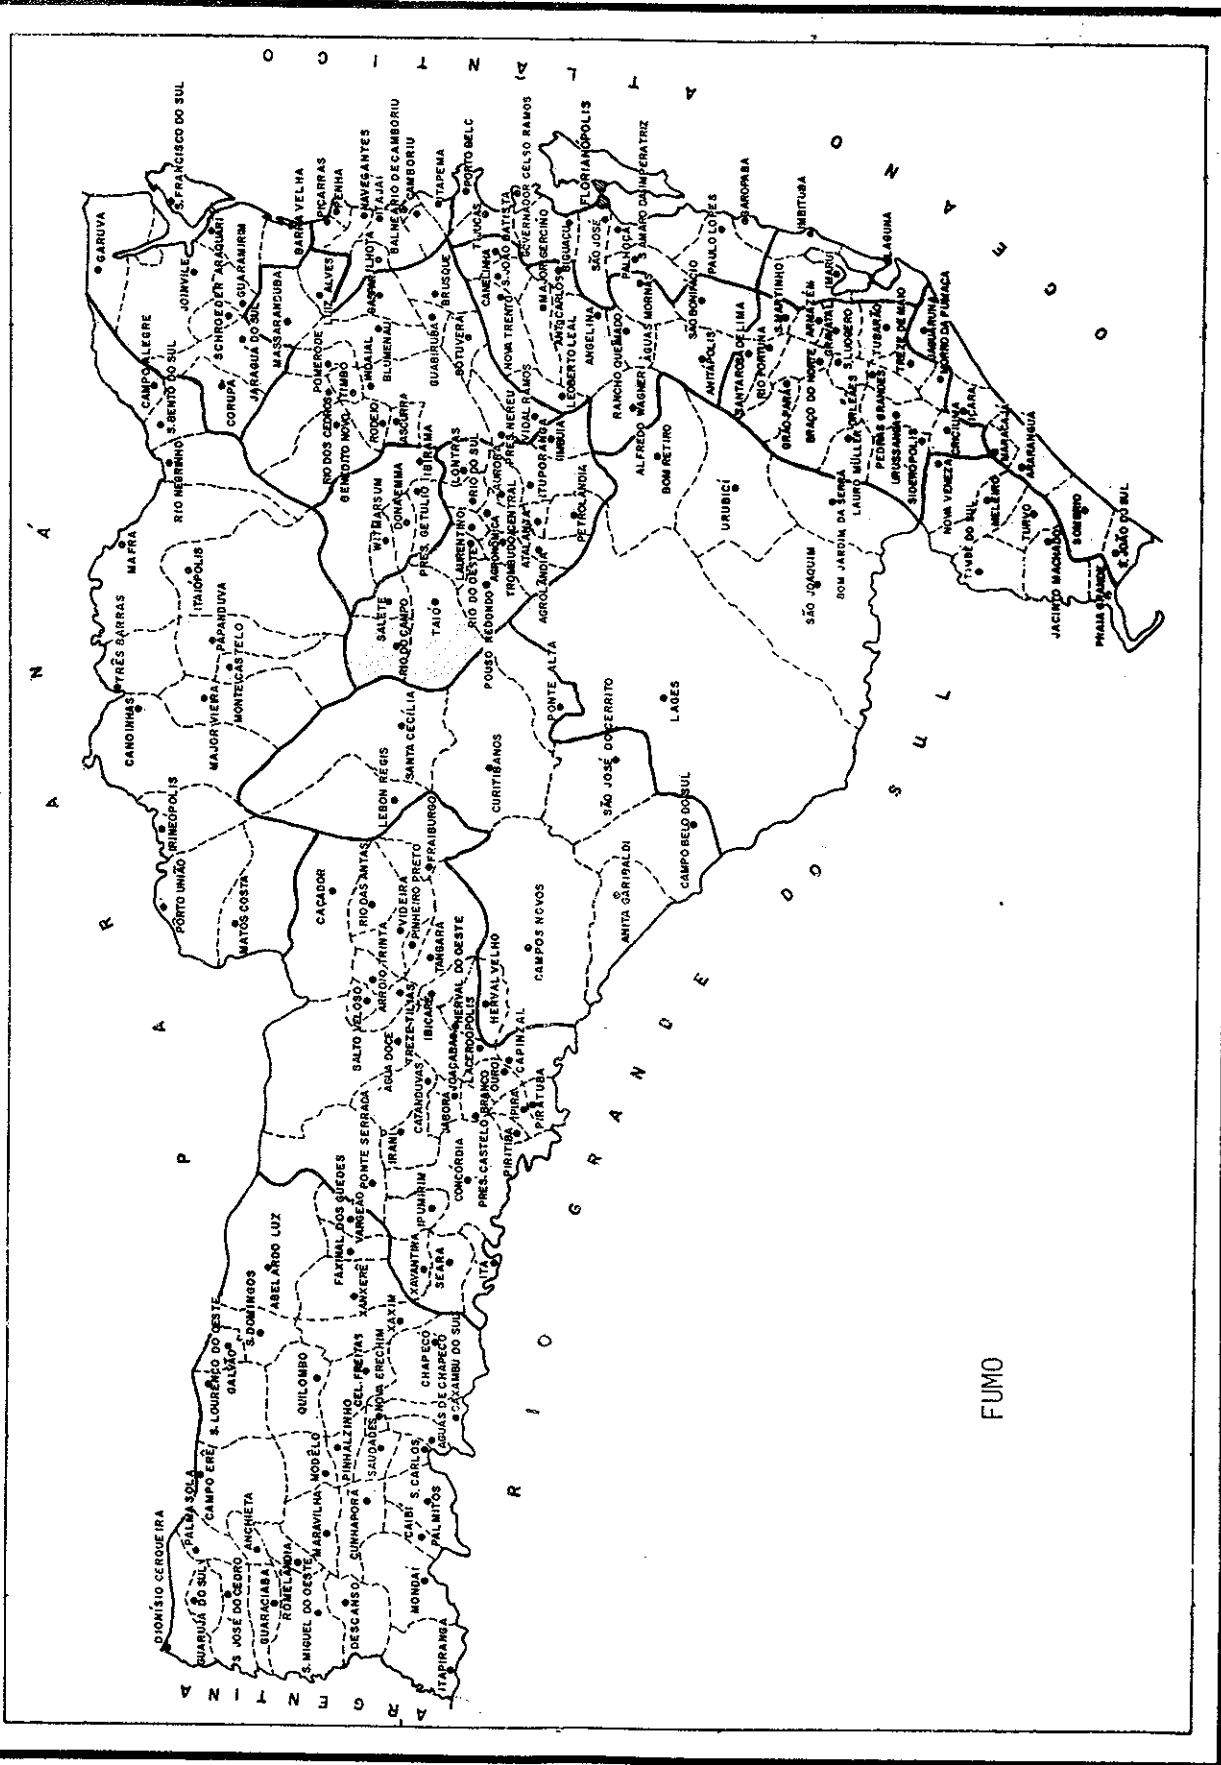 PARANÁ
ARGENTINA
RIO GRANDE DO SUL
OCEANO
ATLÂNTICO
DIONÍSIO CERQUEIRA
PALMA SOLA
GUARUJÁ DO SUL
S. JOSÉ DO CEDRO
ANCHIETA
GUARACIABA
ROMELÂNDIA
S. MIGUEL DO OESTE
MARAVILHA
DESCANSO
CUNHAPORÃ
MONDAÍ
ITAPIRANGA
CAIBI
PALMITOS
S. CARLOS
CAMPO ERÊ
S. LOURENÇO DO OESTE
GALVÃO
S. DOMINGOS
ABELARDO LUZ
QUILOMBO
MODÊLO
PINHALZINHO
SAUDADES
NOVA ERECHIM
CEL. FREITAS
XAXIM
CHAPECÓ
AGUAS DE CHAPECÓ
CAXAMBU DO SUL
XANXERÊ
FAXINAL DOS GUEDES
VARGEÃO
PONTE SERRADA
XAVANTINA
SEARA
ITÁ
IPUMIRIM
IRANI
CONCÓRDIA
PRES. CASTELO BRANCO
PIRITIBA
IPIRA
PIRATUBA
JABORÁ
CATANDUVAS
AGUA DOCE
JOAÇABA
LACERDÓPOLIS
OURO
CAPINZAL
HERVAL DO OESTE
HERVAL VELHO
IBICARÉ
TREZE TILIAS
SALTO VELOSO
ARROIO TRINTA
TANGARÁ
PINHEIRO PRETO
VIDEIRA
RIO DAS ANTAS
FRAIBURGO
CAÇADOR
CAMPOS NOVOS
ANITA GARIBALDI
CAMPO BELO DO SUL
SÃO JOSÉ DO CERRITO
LAGES
CURITIBANOS
PONTE ALTA
LEBON REGIS
SANTA CECÍLIA
MATOS COSTA
PÔRTO UNIÃO
IRINEÓPOLIS
CANOINHAS
TRÊS BARRAS
MAJOR VIEIRA
MONTE CASTELO
PAPANDUVA
ITAIÓPOLIS
MAFRA
RIO NEGRINHO
S. BENTO DO SUL
CAMPO ALEGRE
GARUVA
S. FRANCISCO DO SUL
JOINVILE
ARAQUARI
SCHROEDER
GUARAMIRIM
CORUPÁ
JARAGUÁ DO SUL
MASSARANDUBA
BARRA VELHA
PIÇARRAS
PENHA
NAVEGANTES
ITAJAÍ
BALNEÁRIO DE CAMBORIU
CAMBORIU
ITAPEMA
PORTO BELO
LUIZ ALVES
ILHOTA
GASPAR
BLUMENAU
POMERODE
TIMBÓ
INDAIAL
RIO DOS CEDROS
BENEDITO NOVO
RODEIO
ASCURRA
BRUSQUE
GUABIRUBA
BOTUVERÁ
TIJUCAS
CANELINHA
S. JOÃO BATISTA
NOVA TRENTO
GOVERNADOR CELSO RAMOS
MAJOR GERCINO
BIGUAÇU
ANT. CARLOS
FLORIANÓPOLIS
SÃO JOSÉ
PALHOÇA
S. AMARO DA IMPERATRIZ
ANGELINA
RANCHO QUEIMADO
AGUAS MORNAS
LEOBERTO LEAL
VIDAL RAMOS
PRES. NEREU
IMBUIA
ITUPORANGA
PETROLÂNDIA
ATALANTA
AGROLÂNDIA
AURORA
TROMBUDO CENTRAL
AGRONÔMICA
RIO DO SUL
LONTRAS
IBIRAMA
PRES. GETÚLIO
DONA EMMA
WITMARSUM
SALETE
RIO DO CAMPO
TAIÓ
LAURENTINO
RIO DO OESTE
POUSO REDONDO
ALFREDO WAGNER
BOM RETIRO
URUBICI
SÃO JOAQUIM
BOM JARDIM DA SERRA
PAULO LOPES
SÃO BONIFÁCIO
ANITÁPOLIS
SANTA ROSA DE LIMA
RIO FORTUNA
GRÃO-PARÁ
BRAÇO DO NORTE
S. MARTINHO
ARMAZÉM
GAROPABA
IMBITUBA
IMARUÍ
LAGUNA
GRAVATAL
S. LUDGERO
TUBARÃO
TREZE DE MAIO
ORLEÃES
PEDRAS GRANDES
LAURO MÜLLER
URUSSANGA
SIDERÓPOLIS
JAGUARUNA
MORRO DA FUMAÇA
CRICIUMA
IÇARA
NOVA VENEZA
MARACAJÁ
ARARANGUÁ
MELEIRO
TURVO
TIMBÉ DO SUL
JACINTO MACHADO
SOMBRIO
PRAIA GRANDE
S. JOÃO DO SUL
FUMO